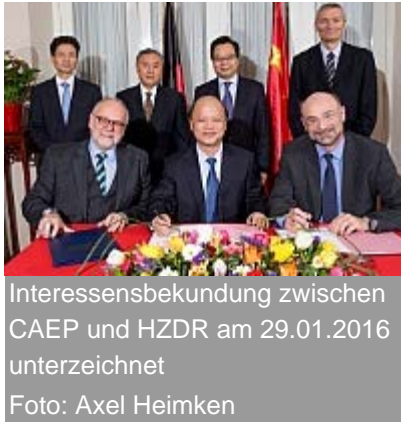 Interessensbekundung zwischen
CAEP und HZDR am 29.01.2016
unterzeichnet
Foto: Axel Heimken